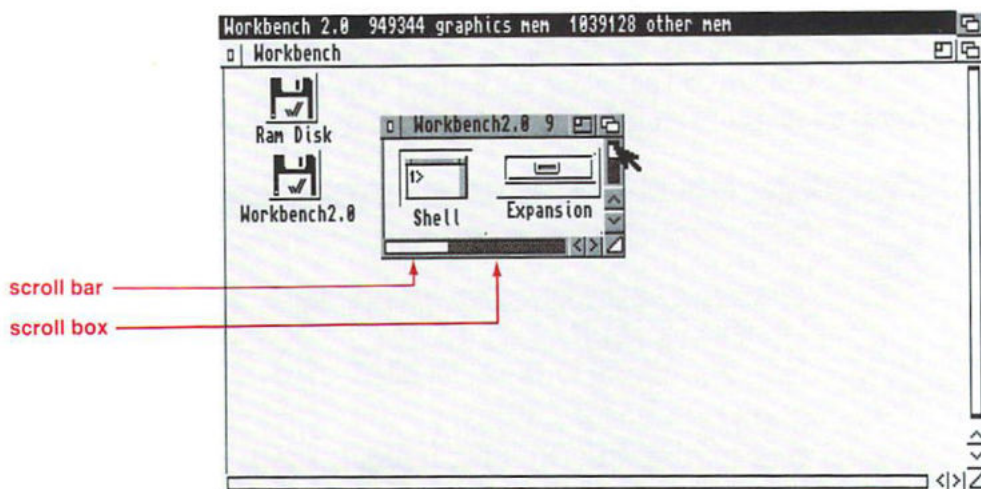 Workbench 2.0 949344 graphics mem 1039128 other mem
Workbench
Ram Disk
Workbench2.0
Workbench2.0 9
1>
Shell
Expansion
scroll bar
scroll box